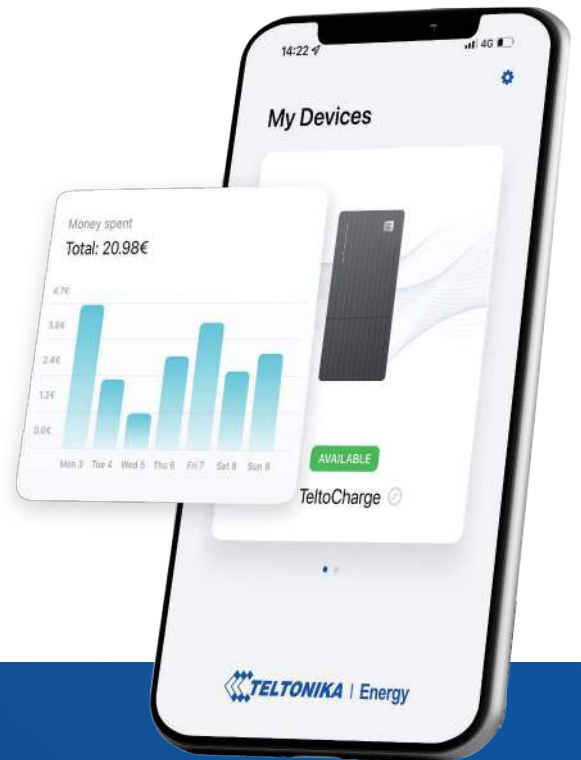 14:22
4G
My Devices
Money spent
Total: 20.98€
4.7€
3.6€
2.4€
1.2€
0.0€
Mon 3 Tue 4 Wed 5 Thu 6 Fri 7 Sat 8 Sun 9
AVAILABLE
TeltoCharge
TELTONIKA | Energy